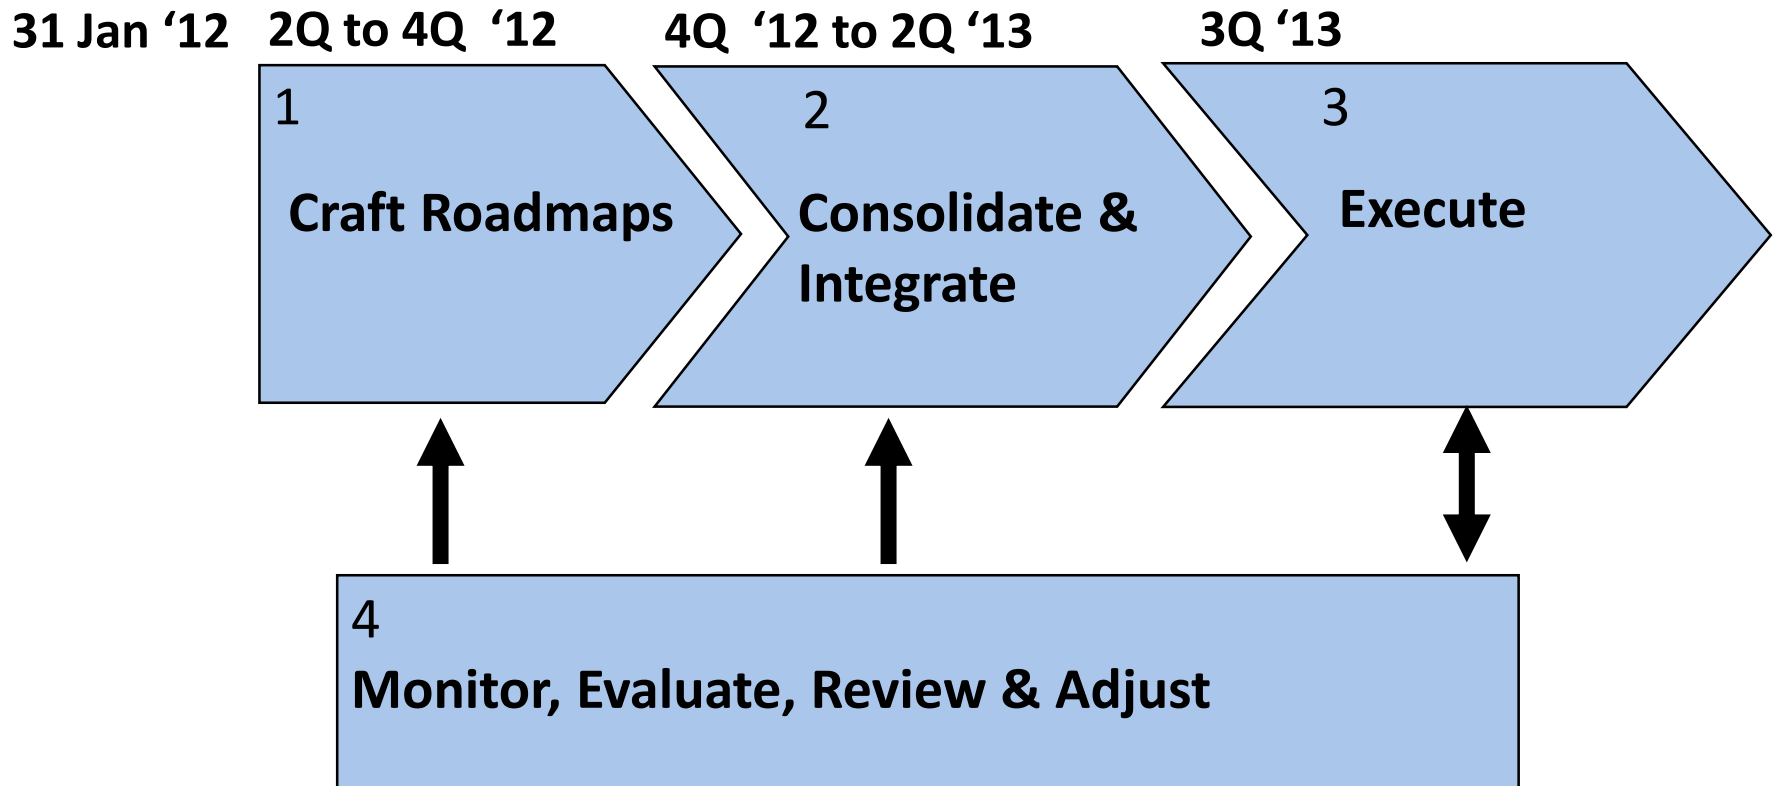 31 Jan ‘12
2Q to 4Q ‘12
4Q ‘12 to 2Q ‘13
3Q ‘13
1
Craft Roadmaps
2
Consolidate &
Integrate
3
Execute
4
Monitor, Evaluate, Review & Adjust